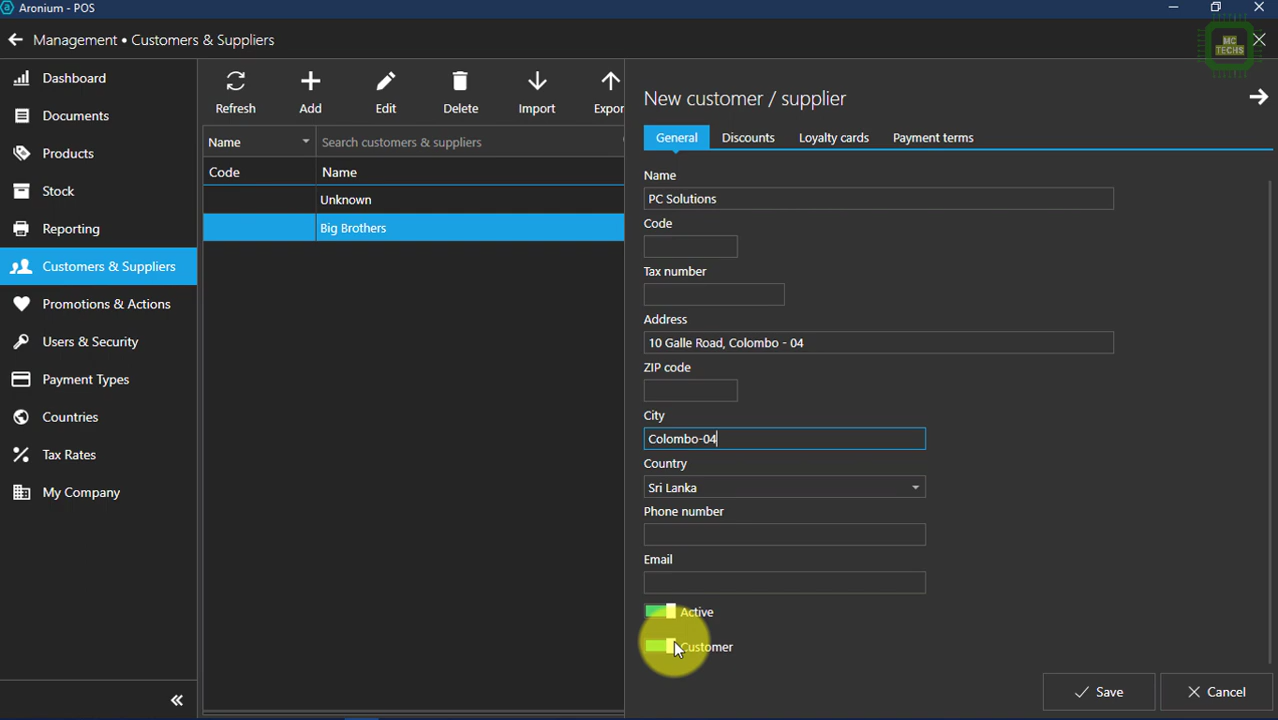 Aronium - POS
Management • Customers & Suppliers
MC
TECHS
Dashboard
Documents
Products
Stock
Reporting
Customers & Suppliers
Promotions & Actions
Users & Security
Payment Types
Countries
Tax Rates
My Company
Refresh
Add
Edit
Delete
Import
Expor
Name
Search customers & suppliers
Code
Name
Unknown
Big Brothers
New customer / supplier
General
Discounts
Loyalty cards
Payment terms
Name
PC Solutions
Code
Tax number
Address
10 Galle Road, Colombo - 04
ZIP code
City
Colombo-04
Country
Sri Lanka
Phone number
Email
Active
Customer
Save
Cancel